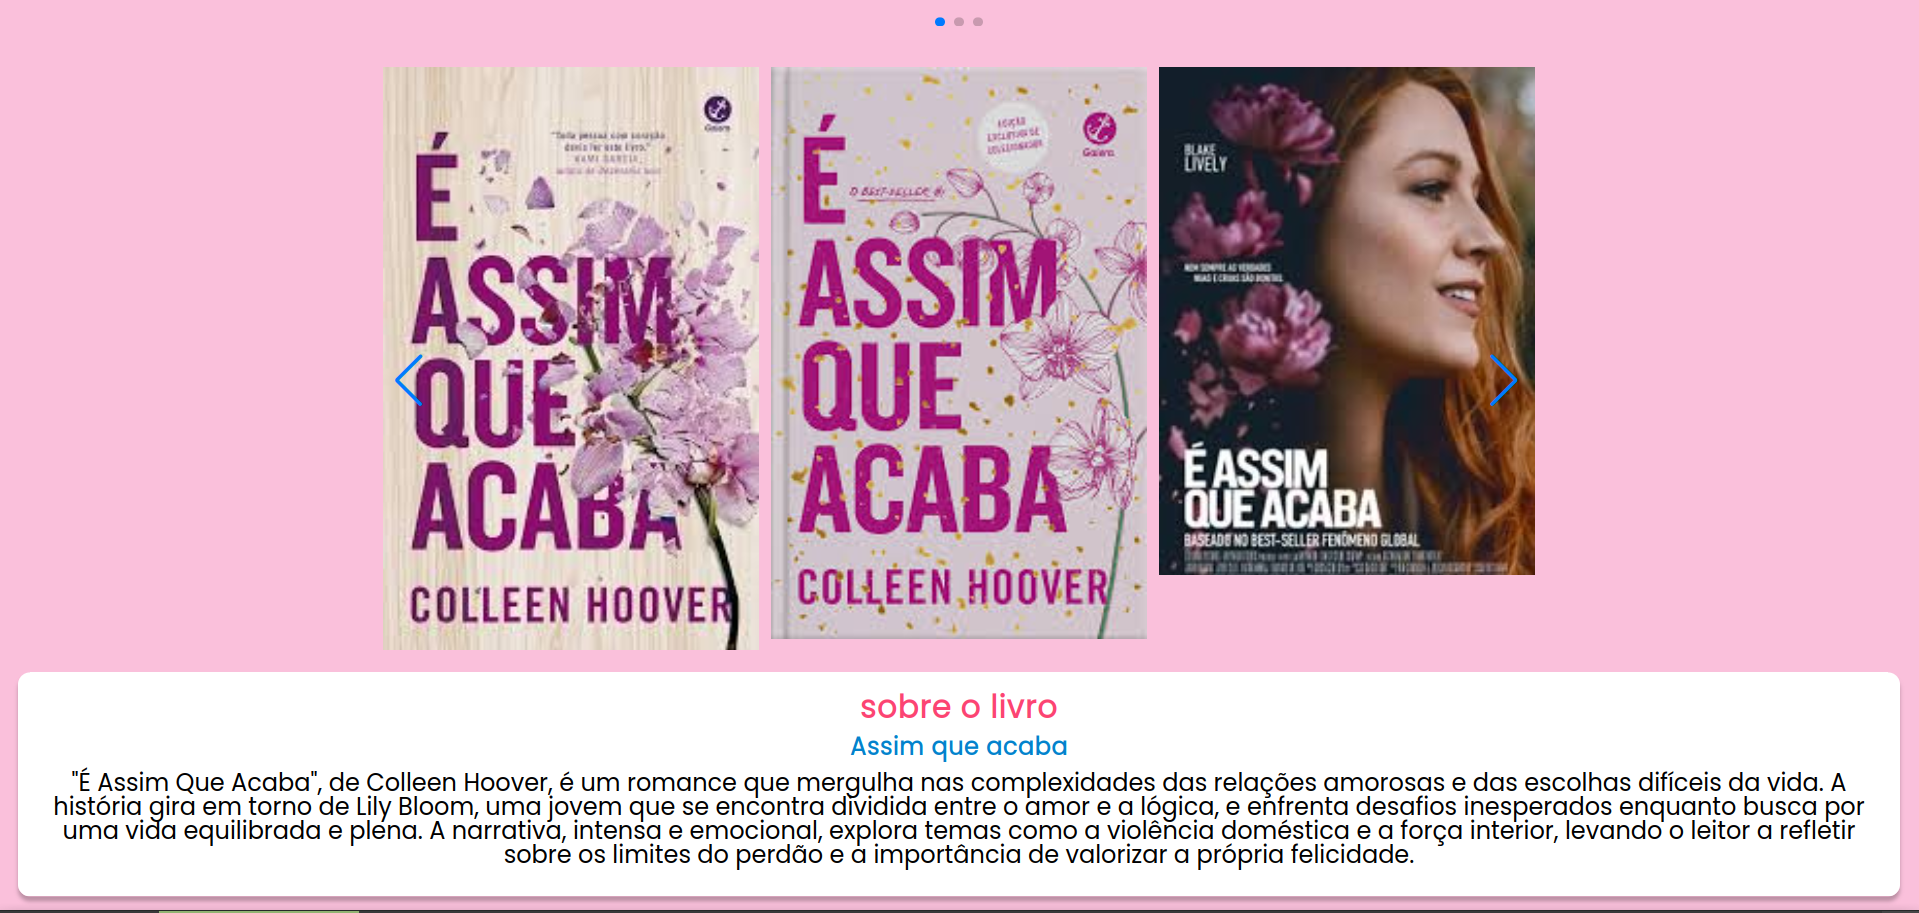 "Toda pessoa com coração
devia ler este livro."
KAMI GARCIA,
Galera
É
ASSIM
QUE
ACABA
COLLEEN HOOVER
EDIÇÃO
EXCLUSIVA DE
COLECIONADOR
Galera
O BEST-SELLER
É
ASSIM
QUE
ACABA
COLLEEN HOOVER
BLAKE
LIVELY
NEM SEMPRE AS VERDADES
NUAS E CRUAS SÃO BONITAS.
É ASSIM
QUE ACABA
BASEADO NO BEST-SELLER FENÔMENO GLOBAL
sobre o livro
Assim que acaba
"É Assim Que Acaba", de Colleen Hoover, é um romance que mergulha nas complexidades das relações amorosas e das escolhas difíceis da vida. A
história gira em torno de Lily Bloom, uma jovem que se encontra dividida entre o amor e a lógica, e enfrenta desafios inesperados enquanto busca por
uma vida equilibrada e plena. A narrativa, intensa e emocional, explora temas como a violência doméstica e a força interior, levando o leitor a refletir
sobre os limites do perdão e a importância de valorizar a própria felicidade.